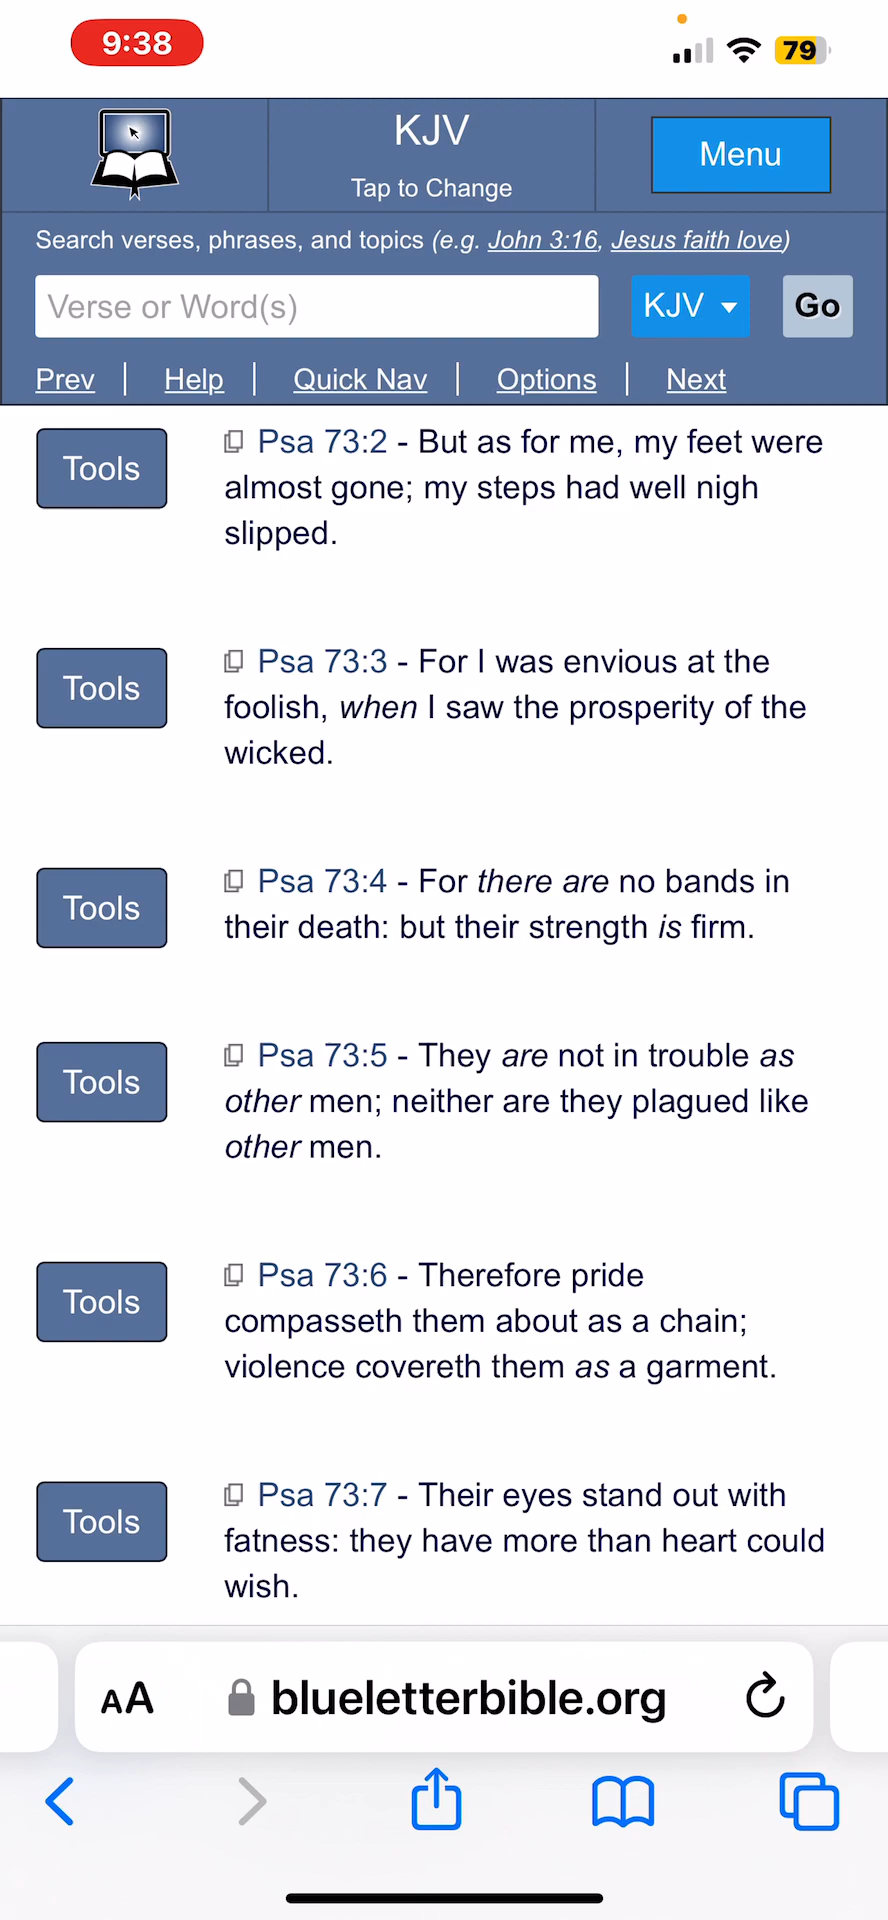 9:38
79
KJV
Tap to Change
Menu
Search verses, phrases, and topics (e.g. John 3:16, Jesus faith love)
Verse or Word(s)
KJV
Go
Prev | Help | Quick Nav | Options | Next
Tools
Psa 73:2 - But as for me, my feet were
almost gone; my steps had well nigh
slipped.
Tools
Psa 73:3 - For I was envious at the
foolish, when I saw the prosperity of the
wicked.
Tools
Psa 73:4 - For there are no bands in
their death: but their strength is firm.
Tools
Psa 73:5 - They are not in trouble as
other men; neither are they plagued like
other men.
Tools
Psa 73:6 - Therefore pride
compasseth them about as a chain;
violence covereth them as a garment.
Tools
Psa 73:7 - Their eyes stand out with
fatness: they have more than heart could
wish.
AA
blueletterbible.org